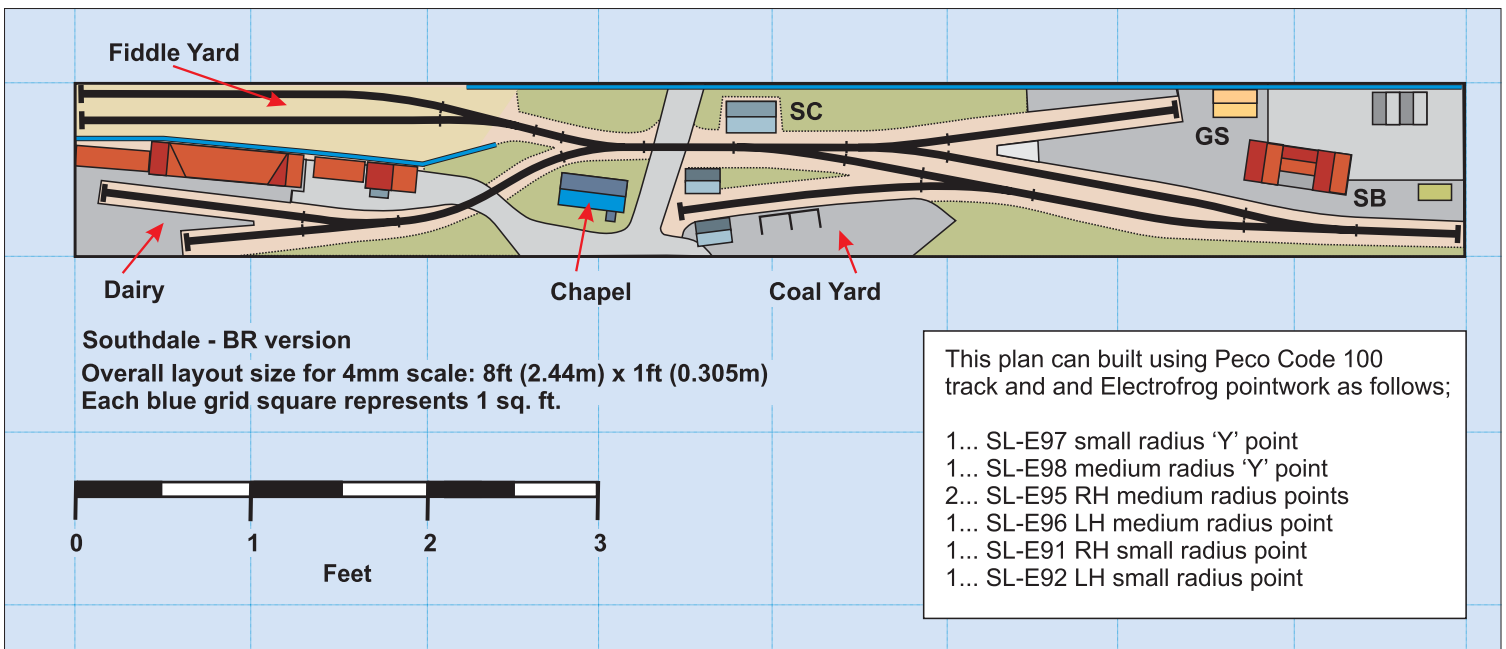 Fiddle Yard
SC
GS
SB
Dairy
Chapel
Coal Yard
Southdale - BR version
Overall layout size for 4mm scale: 8ft (2.44m) x 1ft (0.305m)
Each blue grid square represents 1 sq. ft.
0 1 2 3
Feet
This plan can built using Peco Code 100
track and and Electrofrog pointwork as follows;
1... SL-E97 small radius ‘Y’ point
1... SL-E98 medium radius ‘Y’ point
2... SL-E95 RH medium radius points
1... SL-E96 LH medium radius point
1... SL-E91 RH small radius point
1... SL-E92 LH small radius point